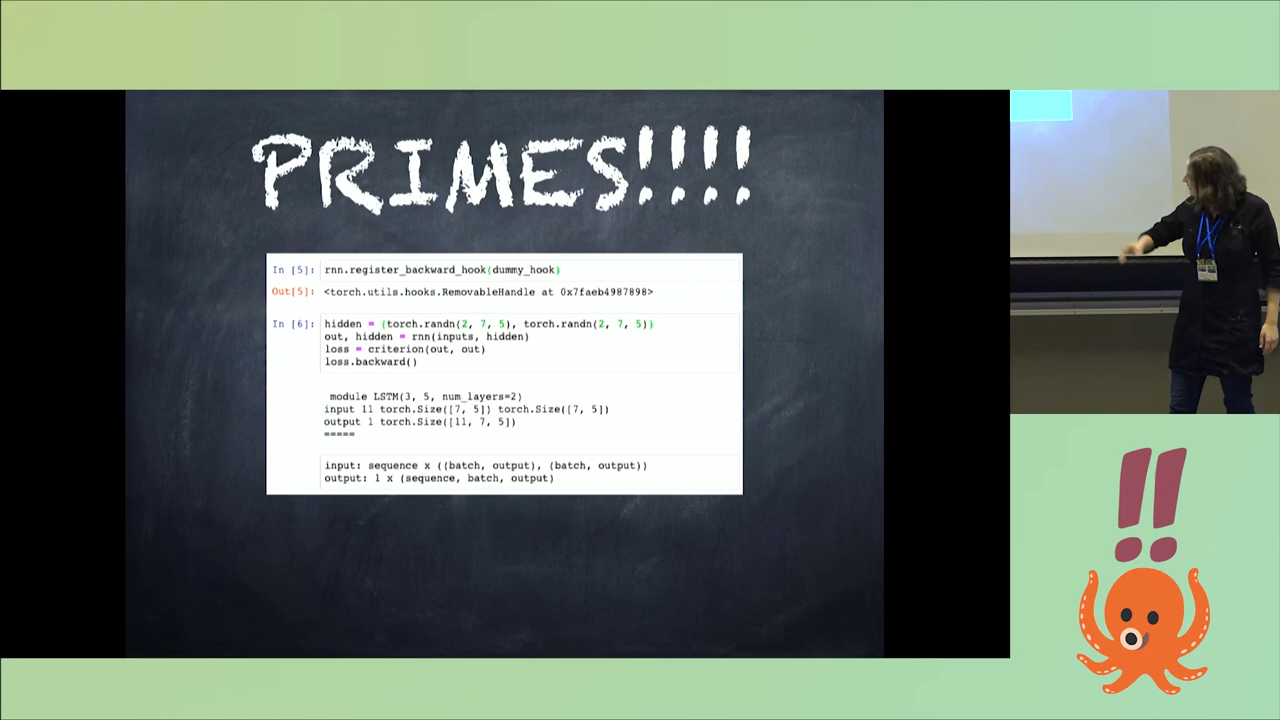 PRIMES!!!!
In [5]: rnn.register_backward_hook(dummy_hook)
Out[5]: <torch.utils.hooks.RemovableHandle at 0x7faeb4987898>
In [6]: hidden = (torch.randn(2, 7, 5), torch.randn(2, 7, 5))
out, hidden = rnn(inputs, hidden)
loss = criterion(out, out)
loss.backward()
module LSTM(3, 5, num_layers=2)
input 11 torch.Size([7, 5]) torch.Size([7, 5])
output 1 torch.Size([11, 7, 5])
=====
input: sequence x ((batch, output), (batch, output))
output: 1 x (sequence, batch, output)
!!